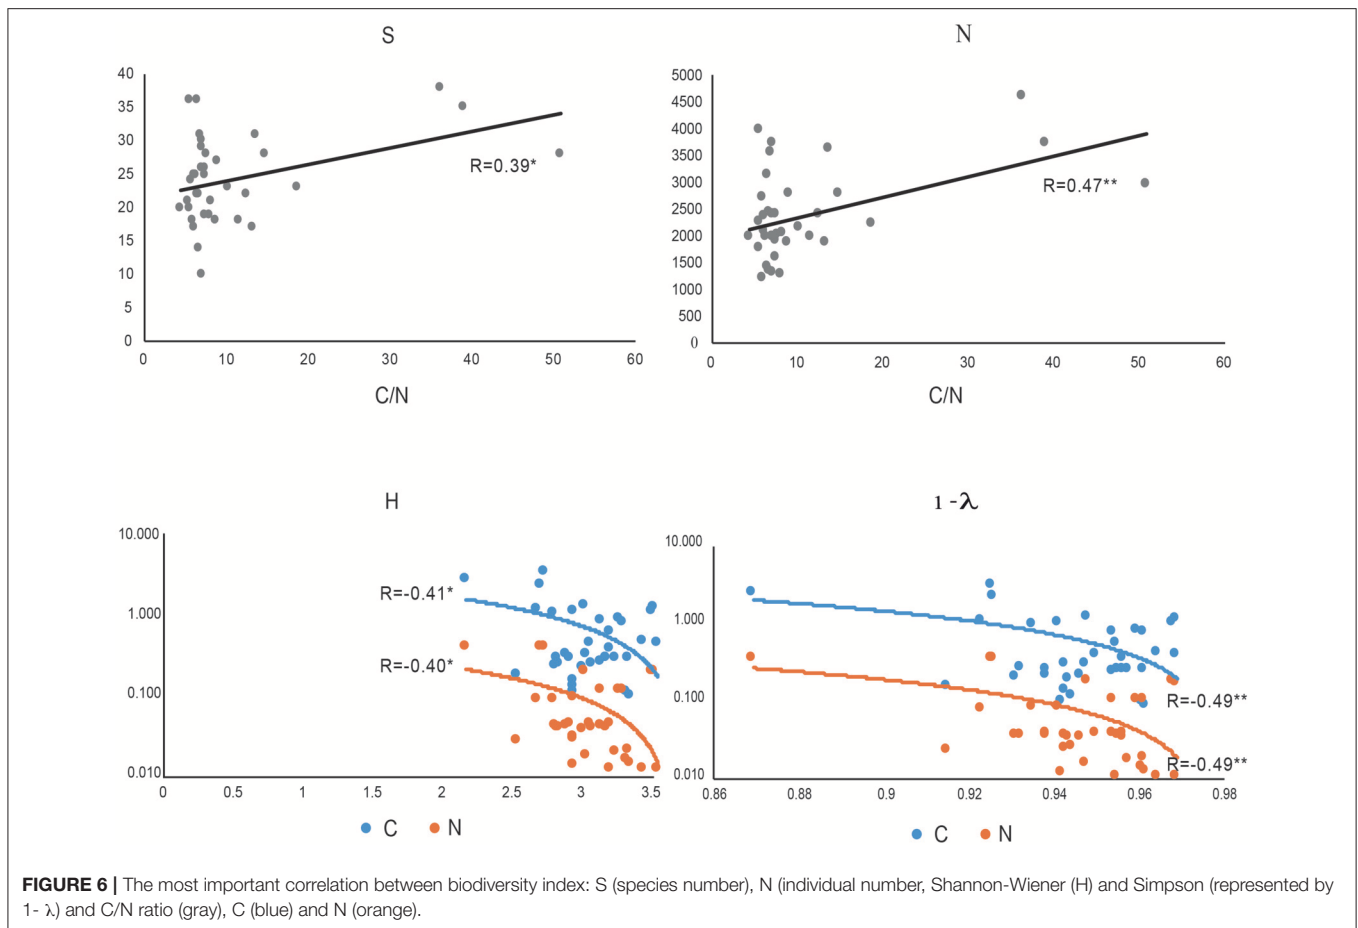 S
40
35
30
25
20
15
10
5
0
0 10 20 30 40 50 60
R=0.39*
C/N
N
5000
4500
4000
3500
3000
2500
2000
1500
1000
500
0
0 10 20 30 40 50 60
R=0.47**
C/N
H
10.000
1.000
0.100
0.010
0 0.5 1 1 2 2.5 3 3.5
R=-0.41*
R=-0.40*
C N
1 -λ
10.000
1.000
0.100
0.010
0.86 0.88 0.9 0.92 0.94 0.96 0.98
R=-0.49**
R=-0.49**
C N
FIGURE 6 | The most important correlation between biodiversity index: S (species number), N (individual number, Shannon-Wiener (H) and Simpson (represented by
1- λ) and C/N ratio (gray), C (blue) and N (orange).